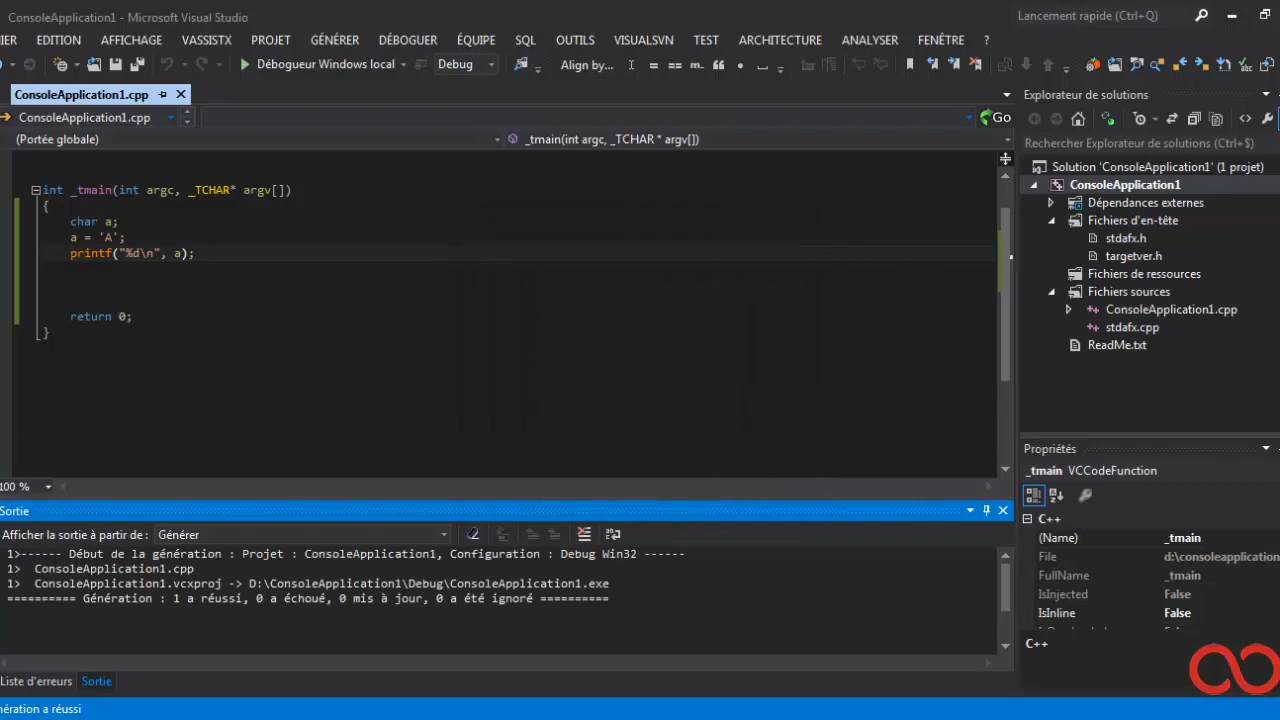 ConsoleApplication1 - Microsoft Visual Studio
Lancement rapide (Ctrl+Q)
IER EDITION AFFICHAGE VASSISTX PROJET GÉNÉRER DÉBOGUER ÉQUIPE SQL OUTILS VISUALSVN TEST ARCHITECTURE ANALYSER FENÊTRE ?
Débogueur Windows local Debug Align by...
ConsoleApplication1.cpp
ConsoleApplication1.cpp
Go
(Portée globale)
_tmain(int argc, _TCHAR * argv[])
int _tmain(int argc, _TCHAR* argv[])
{
char a;
a = 'A';
printf("%d\n", a);
return 0;
}
100 %
Sortie
Afficher la sortie à partir de : Générer
1>------ Début de la génération : Projet : ConsoleApplication1, Configuration : Debug Win32 ------
1> ConsoleApplication1.cpp
1> ConsoleApplication1.vcxproj -> D:\ConsoleApplication1\Debug\ConsoleApplication1.exe
========== Génération : 1 a réussi, 0 a échoué, 0 mis à jour, 0 a été ignoré ==========
Liste d'erreurs Sortie
nération a réussi
Explorateur de solutions
Rechercher Explorateur de solutions (Ctrl+$)
Solution 'ConsoleApplication1' (1 projet)
ConsoleApplication1
Dépendances externes
Fichiers d'en-tête
stdafx.h
targetver.h
Fichiers de ressources
Fichiers sources
ConsoleApplication1.cpp
stdafx.cpp
ReadMe.txt
Propriétés
_tmain VCCodeFunction
C++
(Name) _tmain
File d:\consoleapplication
FullName _tmain
IsInjected False
IsInline False
C++